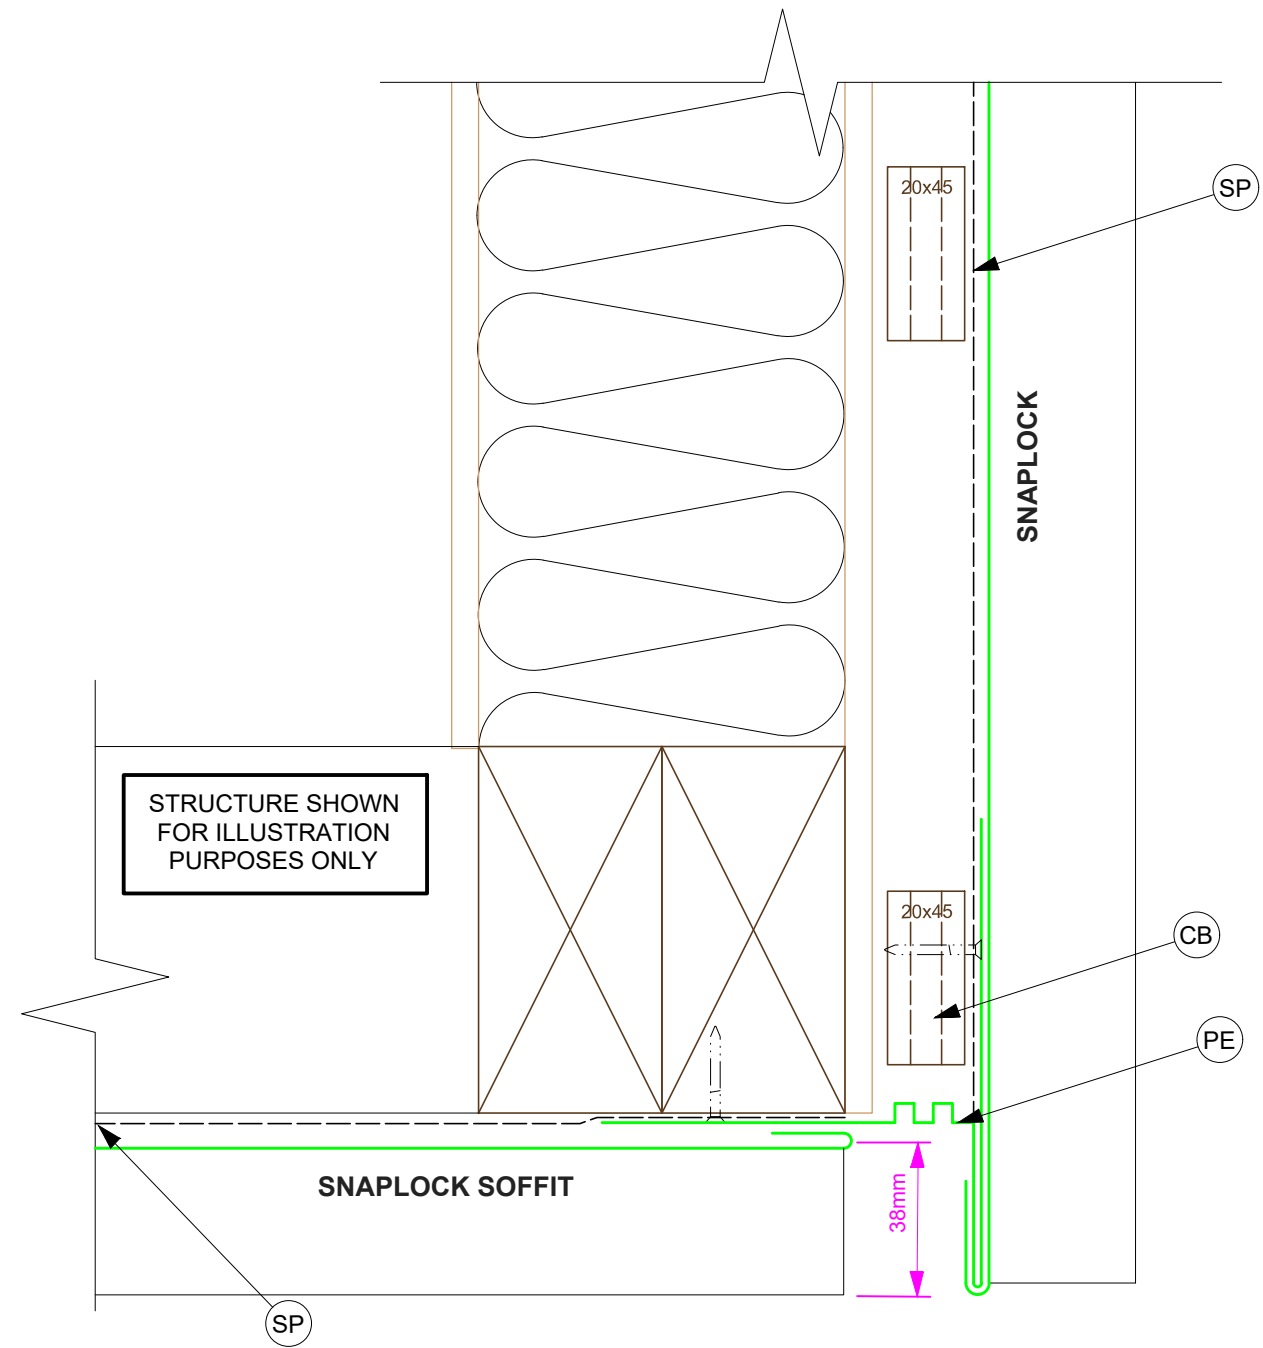 20x45
SP
SNAPLOCK
STRUCTURE SHOWN
FOR ILLUSTRATION
PURPOSES ONLY
20x45
CB
PE
SNAPLOCK SOFFIT
38mm
SP